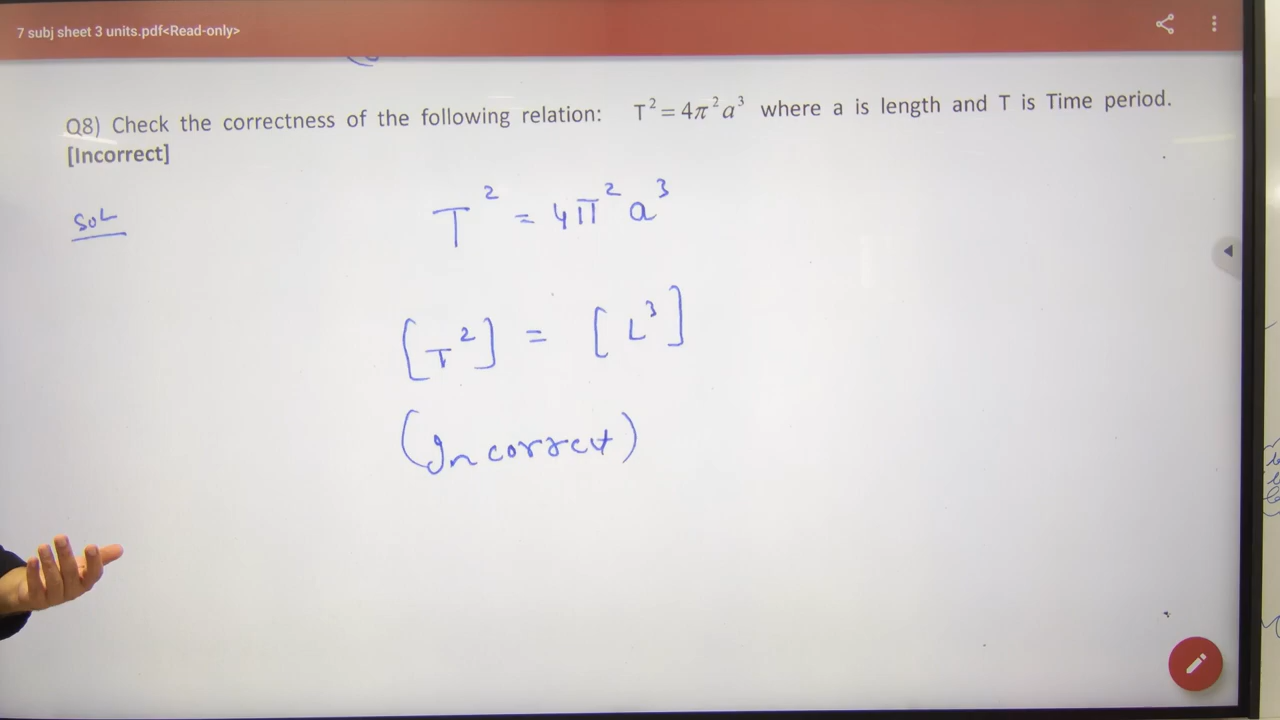 7 subj sheet 3 units.pdf<Read-only>
Q8) Check the correctness of the following relation: T² = 4π²a³ where a is length and T is Time period.
[Incorrect]
SOL
T² = 4π²a³
[T²] = [L³]
(Incorrect)